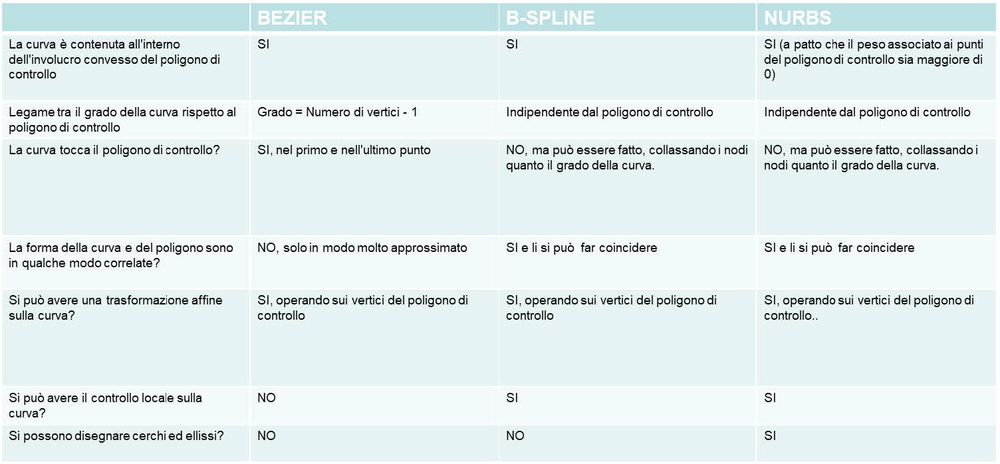 BEZIER B-SPLINE NURBS
La curva è contenuta all'interno
dell'involucro convesso del poligono di
controllo
SI
SI
SI (a patto che il peso associato ai punti
del poligono di controllo sia maggiore di
0)
Legame tra il grado della curva rispetto al
poligono di controllo
Grado = Numero di vertici - 1
Indipendente dal poligono di controllo
Indipendente dal poligono di controllo
La curva tocca il poligono di controllo?
SI, nel primo e nell'ultimo punto
NO, ma può essere fatto, collassando i nodi
quanto il grado della curva.
NO, ma può essere fatto, collassando i
nodi quanto il grado della curva.
La forma della curva e del poligono sono
in qualche modo correlate?
NO, solo in modo molto approssimato
SI e li si può far coincidere
SI e li si può far coincidere
Si può avere una trasformazione affine
sulla curva?
SI, operando sui vertici del poligono di
controllo
SI, operando sui vertici del poligono di
controllo
SI, operando sui vertici del poligono di
controllo..
Si può avere il controllo locale sulla
curva?
NO
SI
SI
Si possono disegnare cerchi ed ellissi?
NO
NO
SI